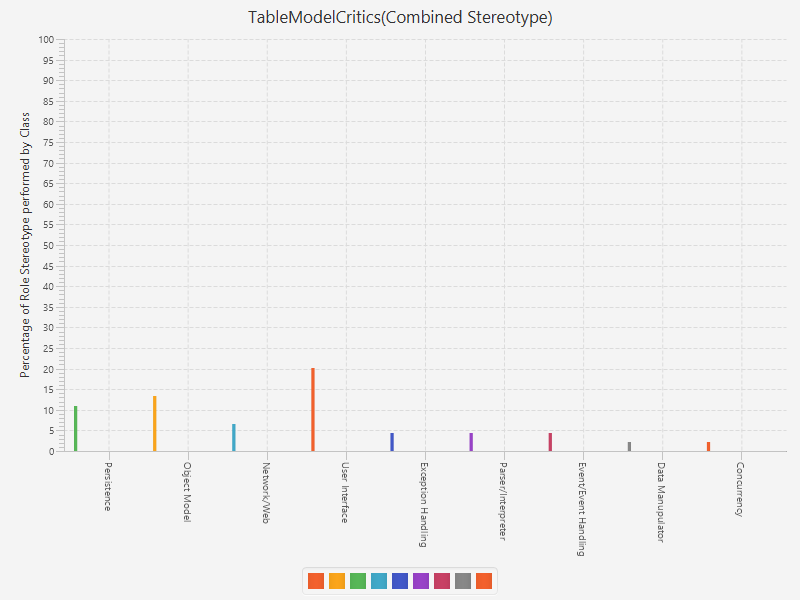 TableModelCritics(Combined Stereotype)
Percentage of Role Stereotype performed by Class
100
95
90
85
80
75
70
65
60
55
50
45
40
35
30
25
20
15
10
5
0
Persistence
Object Model
Network/Web
User Interface
Exception Handling
Parser/Interpreter
Event/Event Handling
Data Manupulator
Concurrency